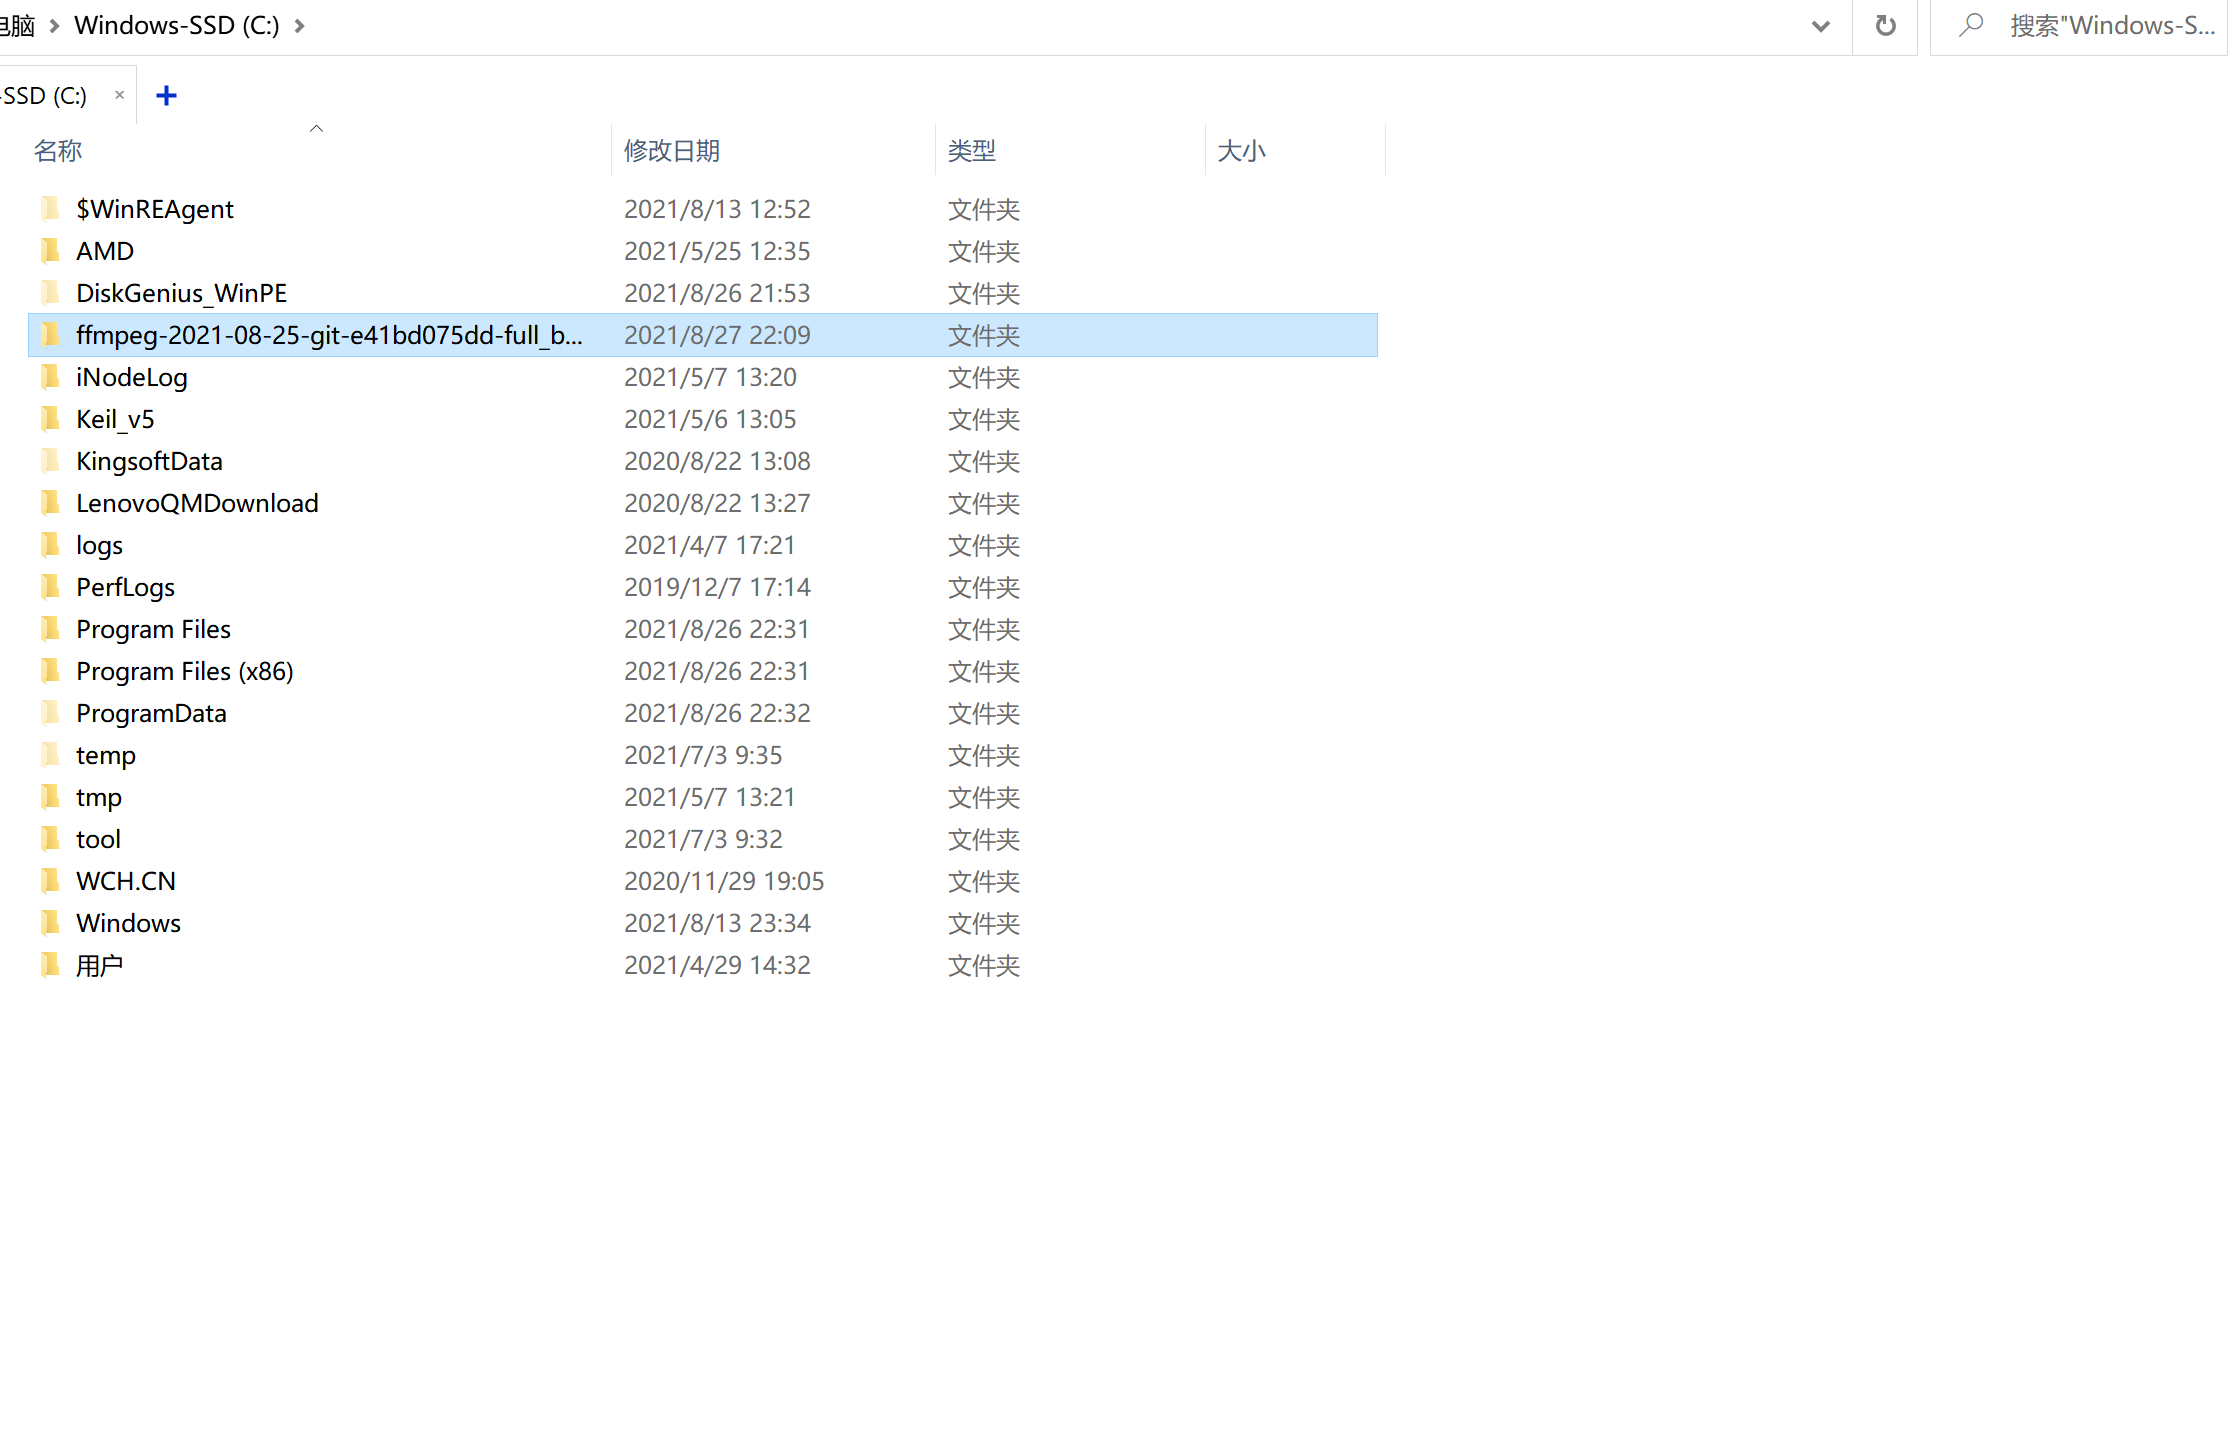 电脑 > Windows-SSD (C:) > 搜索"Windows-S...
-SSD (C:) × +
名称 修改日期 类型 大小
$WinREAgent 2021/8/13 12:52 文件夹
AMD 2021/5/25 12:35 文件夹
DiskGenius_WinPE 2021/8/26 21:53 文件夹
ffmpeg-2021-08-25-git-e41bd075dd-full_b... 2021/8/27 22:09 文件夹
iNodeLog 2021/5/7 13:20 文件夹
Keil_v5 2021/5/6 13:05 文件夹
KingsoftData 2020/8/22 13:08 文件夹
LenovoQMDownload 2020/8/22 13:27 文件夹
logs 2021/4/7 17:21 文件夹
PerfLogs 2019/12/7 17:14 文件夹
Program Files 2021/8/26 22:31 文件夹
Program Files (x86) 2021/8/26 22:31 文件夹
ProgramData 2021/8/26 22:32 文件夹
temp 2021/7/3 9:35 文件夹
tmp 2021/5/7 13:21 文件夹
tool 2021/7/3 9:32 文件夹
WCH.CN 2020/11/29 19:05 文件夹
Windows 2021/8/13 23:34 文件夹
用户 2021/4/29 14:32 文件夹